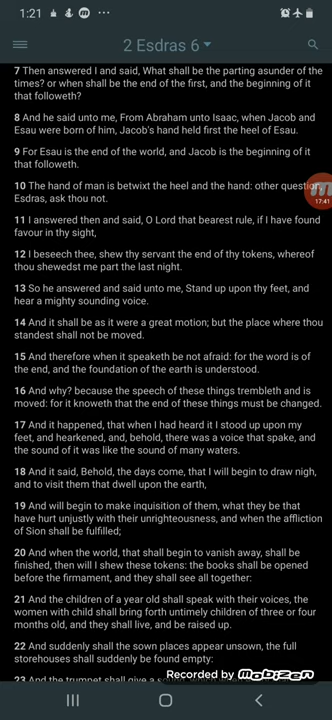 1:21
2 Esdras 6
7 Then answered I and said, What shall be the parting asunder of the
times? or when shall be the end of the first, and the beginning of it
that followeth?
8 And he said unto me, From Abraham unto Isaac, when Jacob and
Esau were born of him, Jacob's hand held first the heel of Esau.
9 For Esau is the end of the world, and Jacob is the beginning of it
that followeth.
10 The hand of man is betwixt the heel and the hand: other question,
Esdras, ask thou not.
11 I answered then and said, O Lord that bearest rule, if I have found
favour in thy sight,
17:41
12 I beseech thee, shew thy servant the end of thy tokens, whereof
thou shewedst me part the last night.
13 So he answered and said unto me, Stand up upon thy feet, and
hear a mighty sounding voice.
14 And it shall be as it were a great motion; but the place where thou
standest shall not be moved.
15 And therefore when it speaketh be not afraid: for the word is of
the end, and the foundation of the earth is understood.
16 And why? because the speech of these things trembleth and is
moved: for it knoweth that the end of these things must be changed.
17 And it happened, that when I had heard it I stood up upon my
feet, and hearkened, and, behold, there was a voice that spake, and
the sound of it was like the sound of many waters.
18 And it said, Behold, the days come, that I will begin to draw nigh,
and to visit them that dwell upon the earth,
19 And will begin to make inquisition of them, what they be that
have hurt unjustly with their unrighteousness, and when the affliction
of Sion shall be fulfilled;
20 And when the world, that shall begin to vanish away, shall be
finished, then will I shew these tokens: the books shall be opened
before the firmament, and they shall see all together:
21 And the children of a year old shall speak with their voices, the
women with child shall bring forth untimely children of three or four
months old, and they shall live, and be raised up.
22 And suddenly shall the sown places appear unsown, the full
storehouses shall suddenly be found empty:
23 And the trumpet shall give a
Recorded by mobizen